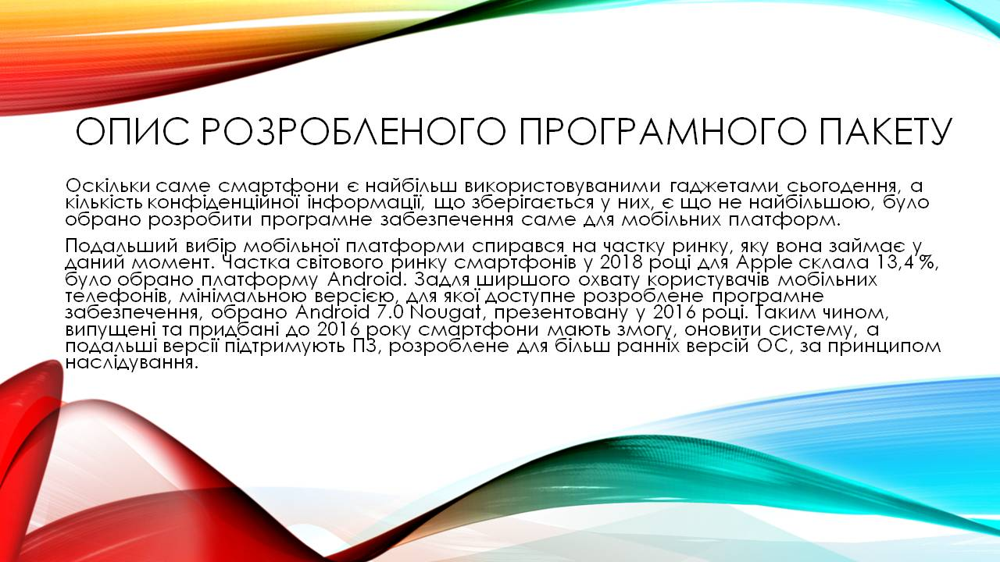 ОПИС РОЗРОБЛЕНОГО ПРОГРАМНОГО ПАКЕТУ
Оскільки саме смартфони є найбільш використовуваними гаджетами сьогодення, а
кількість конфіденційної інформації, що зберігається у них, є що не найбільшою, було
обрано розробити програмне забезпечення саме для мобільних платформ.
Подальший вибір мобільної платформи спирався на частку ринку, яку вона займає у
даний момент. Частка світового ринку смартфонів у 2018 році для Apple склала 13,4 %,
було обрано платформу Android. Задля ширшого охвату користувачів мобільних
телефонів, мінімальною версією, для якої доступне розроблене програмне
забезпечення, обрано Android 7.0 Nougat, презентовану у 2016 році. Таким чином,
випущені та придбані до 2016 року смартфони мають змогу, оновити систему, а
подальші версії підтримують ПЗ, розроблене для більш ранніх версій ОС, за принципом
наслідування.